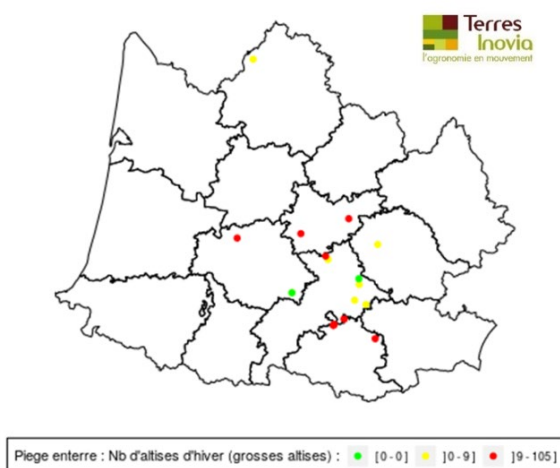 Terres
Inovia
l'agronomie en mouvement
Piege enterre : Nb d'altises d'hiver (grosses altises) : [0-0] ]0-9] ]9-105]